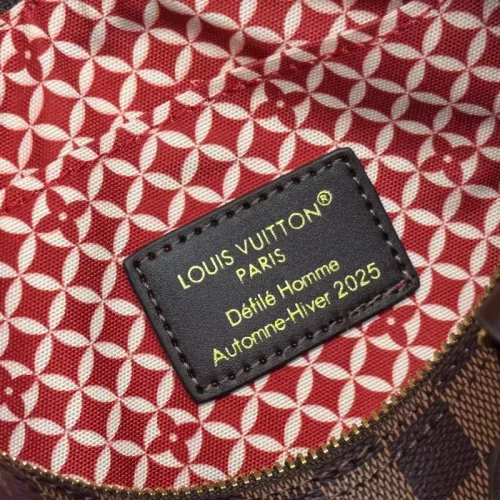 LOUIS VUITTON®
PARIS
Défilé Homme
Automne-Hiver 2025